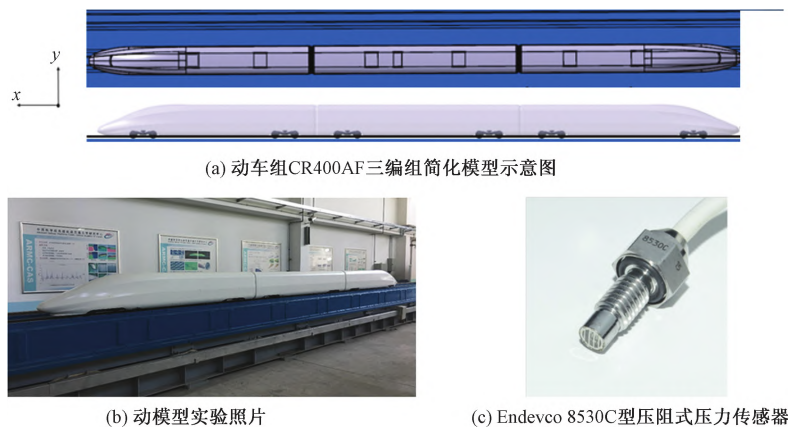 y
x
(a) 动车组CR400AF三编组简化模型示意图
ARMC·CAS
8530C
(b) 动模型实验照片
(c) Endevco 8530C型压阻式压力传感器